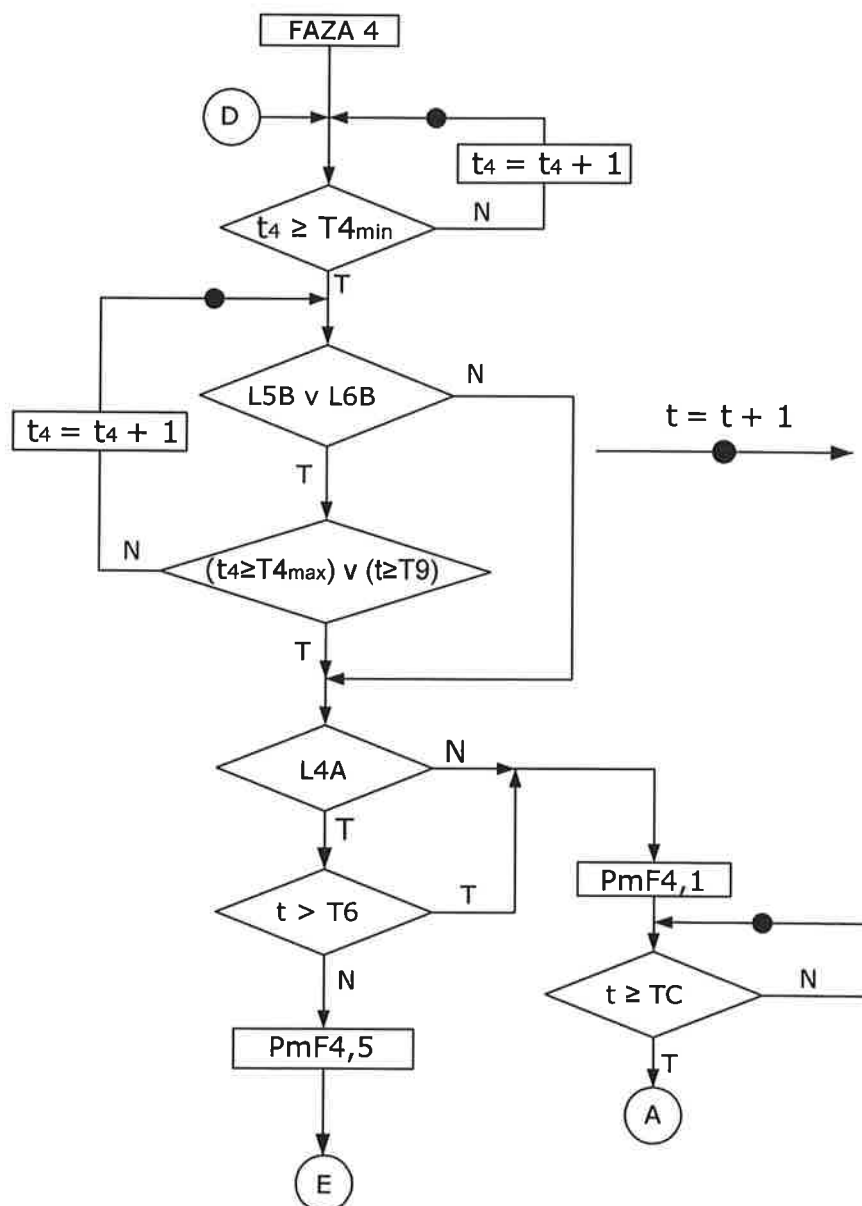 FAZA 4
D
t4 = t4 + 1
t4 ≥ T4min
N
T
L5B v L6B
N
t4 = t4 + 1
t = t + 1
T
N
(t4≥T4max) v (t≥T9)
T
L4A
N
T
t > T6
T
PmF4,1
N
t ≥ TC
N
PmF4,5
T
A
E